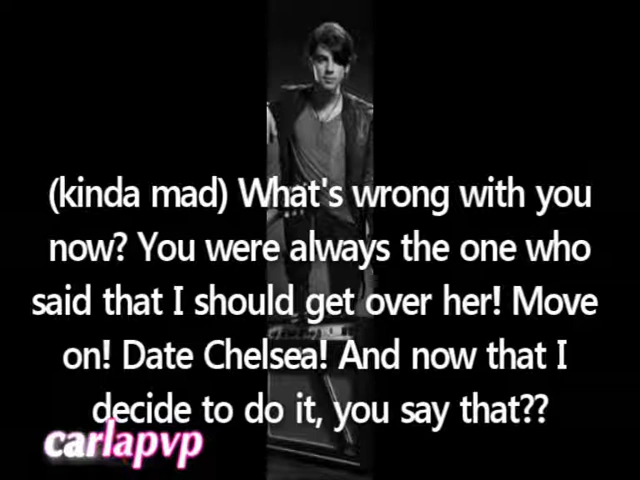 (kinda mad) What's wrong with you
now? You were always the one who
said that I should get over her! Move
on! Date Chelsea! And now that I
decide to do it, you say that??
carlapvp